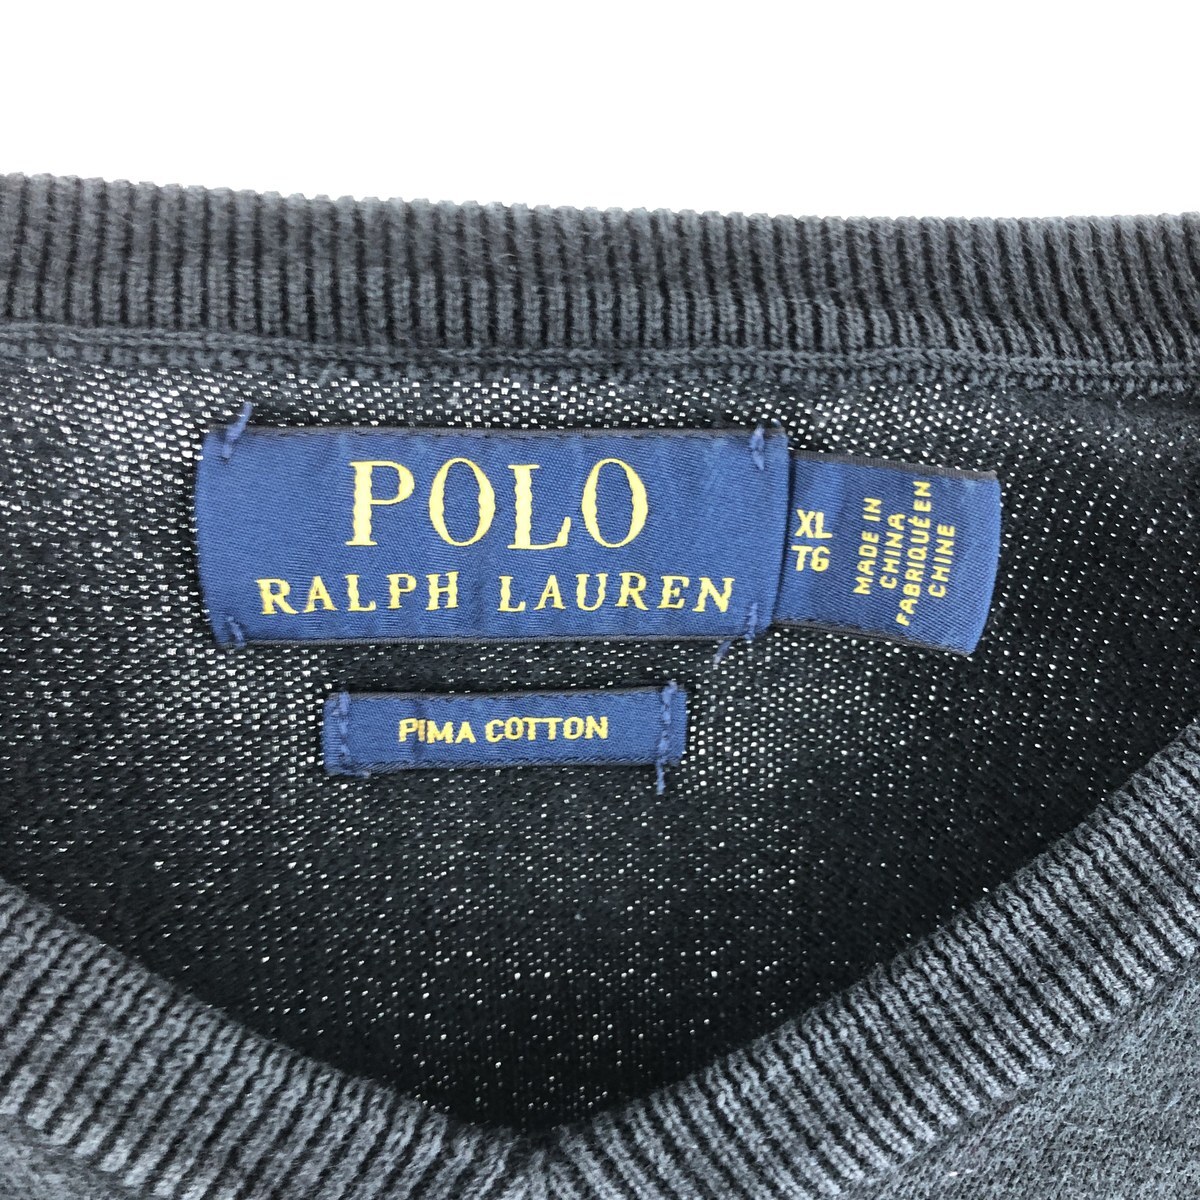 POLO
RALPH LAUREN
XL
TG
MADE IN
CHINA
FABRIQUÉ EN
CHINE
PIMA COTTON